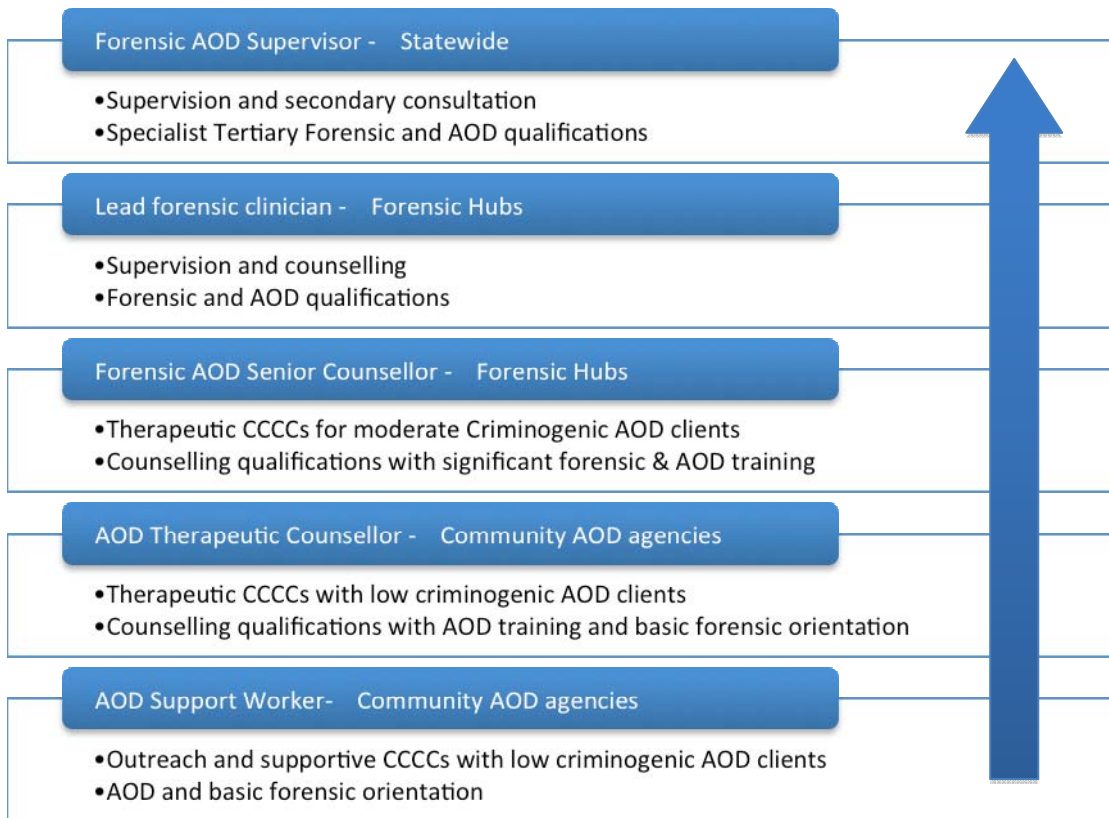 Forensic AOD Supervisor -    Statewide
•Supervision and secondary consultation
•Specialist Tertiary Forensic and AOD qualifications
Lead forensic clinician -    Forensic Hubs
•Supervision and counselling
•Forensic and AOD qualifications
Forensic AOD Senior Counsellor -    Forensic Hubs
•Therapeutic CCCCs for moderate Criminogenic AOD clients
•Counselling qualifications with significant forensic & AOD training
AOD Therapeutic Counsellor -    Community AOD agencies
•Therapeutic CCCCs with low criminogenic AOD clients
•Counselling qualifications with AOD training and basic forensic orientation
AOD Support Worker-    Community AOD agencies
•Outreach and supportive CCCCs with low criminogenic AOD clients
•AOD and basic forensic orientation